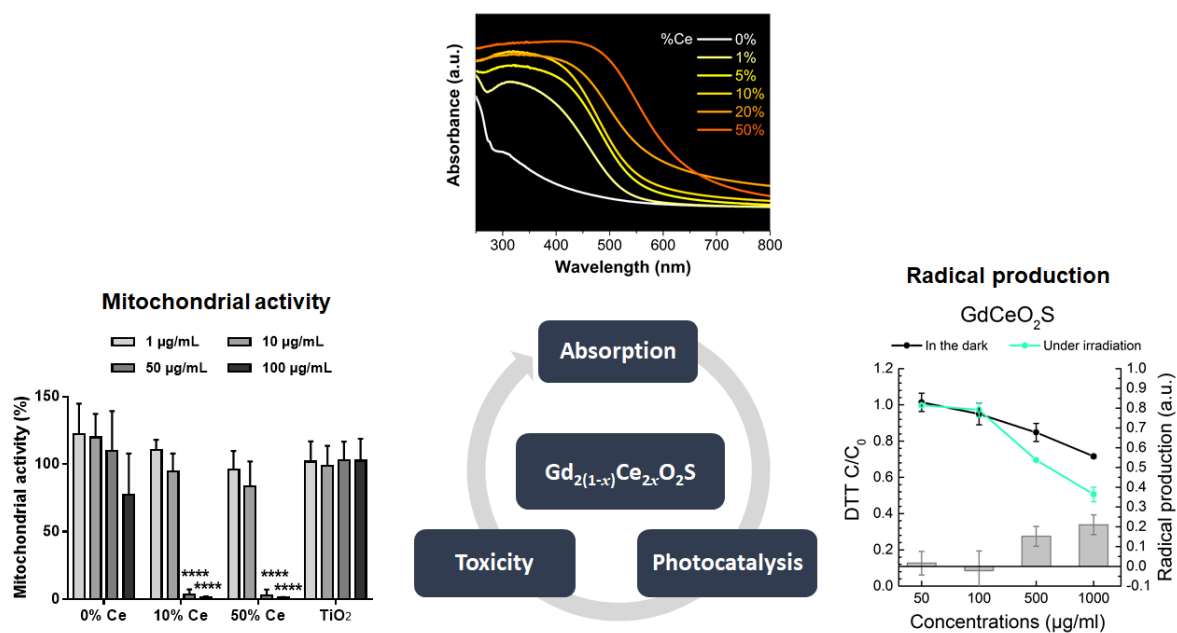 Absorbance (a.u.)
%Ce
0%
1%
5%
10%
20%
50%
300 400 500 600 700 800
Wavelength (nm)
Mitochondrial activity
1 µg/mL
10 µg/mL
50 µg/mL
100 µg/mL
Mitochondrial activity (%)
150
100
50
0
****
****
****
****
0% Ce 10% Ce 50% Ce TiO₂
Absorption
Gd₂₍₁₋ₓ₎Ce₂ₓO₂S
Toxicity
Photocatalysis
Radical production
GdCeO₂S
In the dark
Under irradiation
DTT C/C₀
1.2
1.0
0.8
0.6
0.4
0.2
0.0
1.0
0.9
0.8
0.7
0.6
0.5
0.4
0.3
0.2
0.1
0.0
-0.1
Radical production (a.u.)
50 100 500 1000
Concentrations (µg/ml)